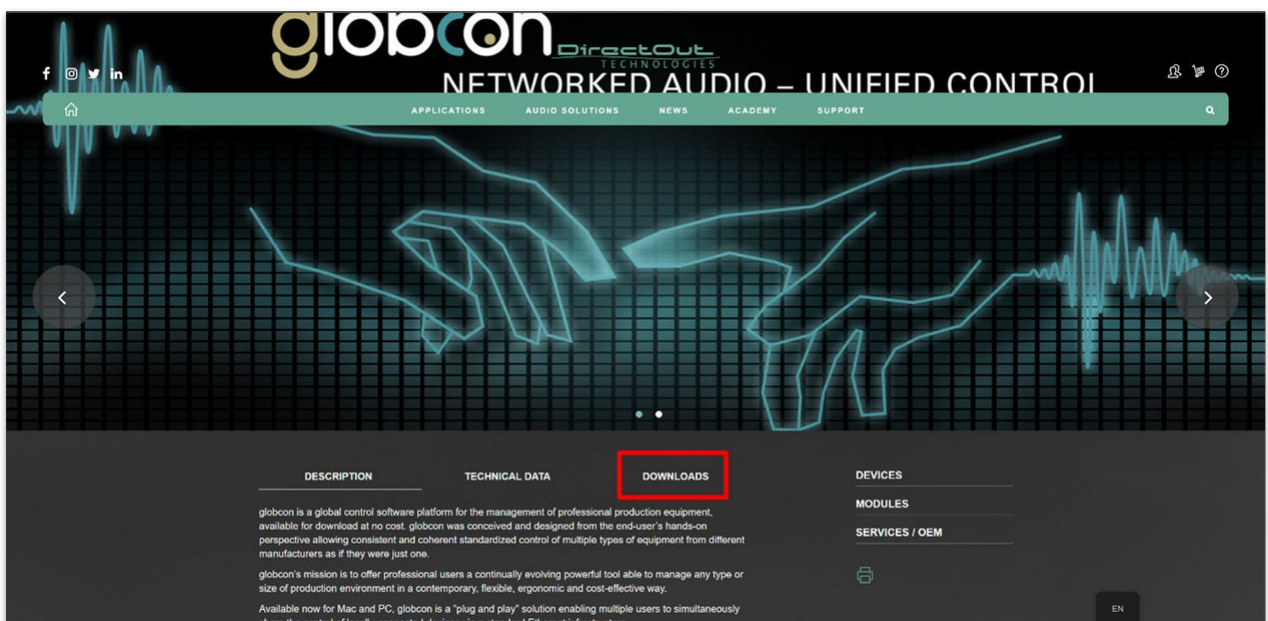 globcon
DirectOut
TECHNOLOGIES
f in
NETWORKED AUDIO – UNIFIED CONTROL
APPLICATIONS AUDIO SOLUTIONS NEWS ACADEMY SUPPORT
DESCRIPTION TECHNICAL DATA DOWNLOADS
globcon is a global control software platform for the management of professional production equipment,
available for download at no cost. globcon was conceived and designed from the end-user's hands-on
perspective allowing consistent and coherent standardized control of multiple types of equipment from different
manufacturers as if they were just one.
globcon's mission is to offer professional users a continually evolving powerful tool able to manage any type or
size of production environment in a contemporary, flexible, ergonomic and cost-effective way.
Available now for Mac and PC, globcon is a "plug and play" solution enabling multiple users to simultaneously
DEVICES
MODULES
SERVICES / OEM
EN